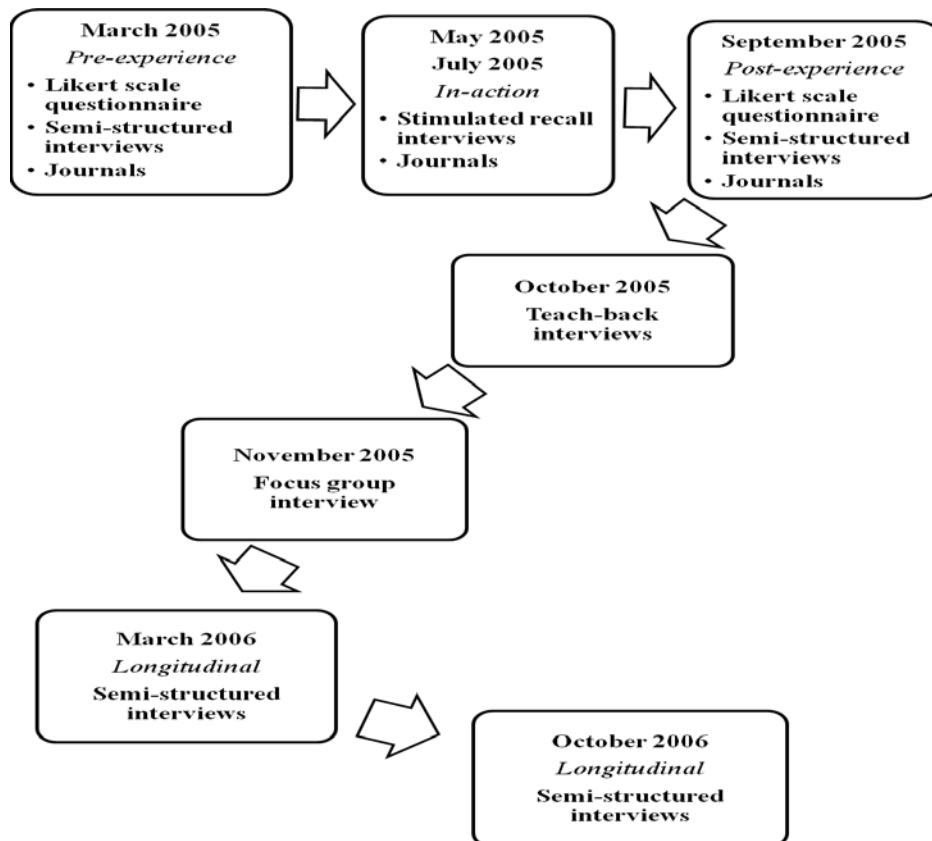 March 2005
Pre-experience
• Likert scale
questionnaire
• Semi-structured
interviews
• Journals
May 2005
July 2005
In-action
• Stimulated recall
interviews
• Journals
September 2005
Post-experience
• Likert scale
questionnaire
• Semi-structured
interviews
• Journals
October 2005
Teach-back
interviews
November 2005
Focus group
interview
March 2006
Longitudinal
Semi-structured
interviews
October 2006
Longitudinal
Semi-structured
interviews